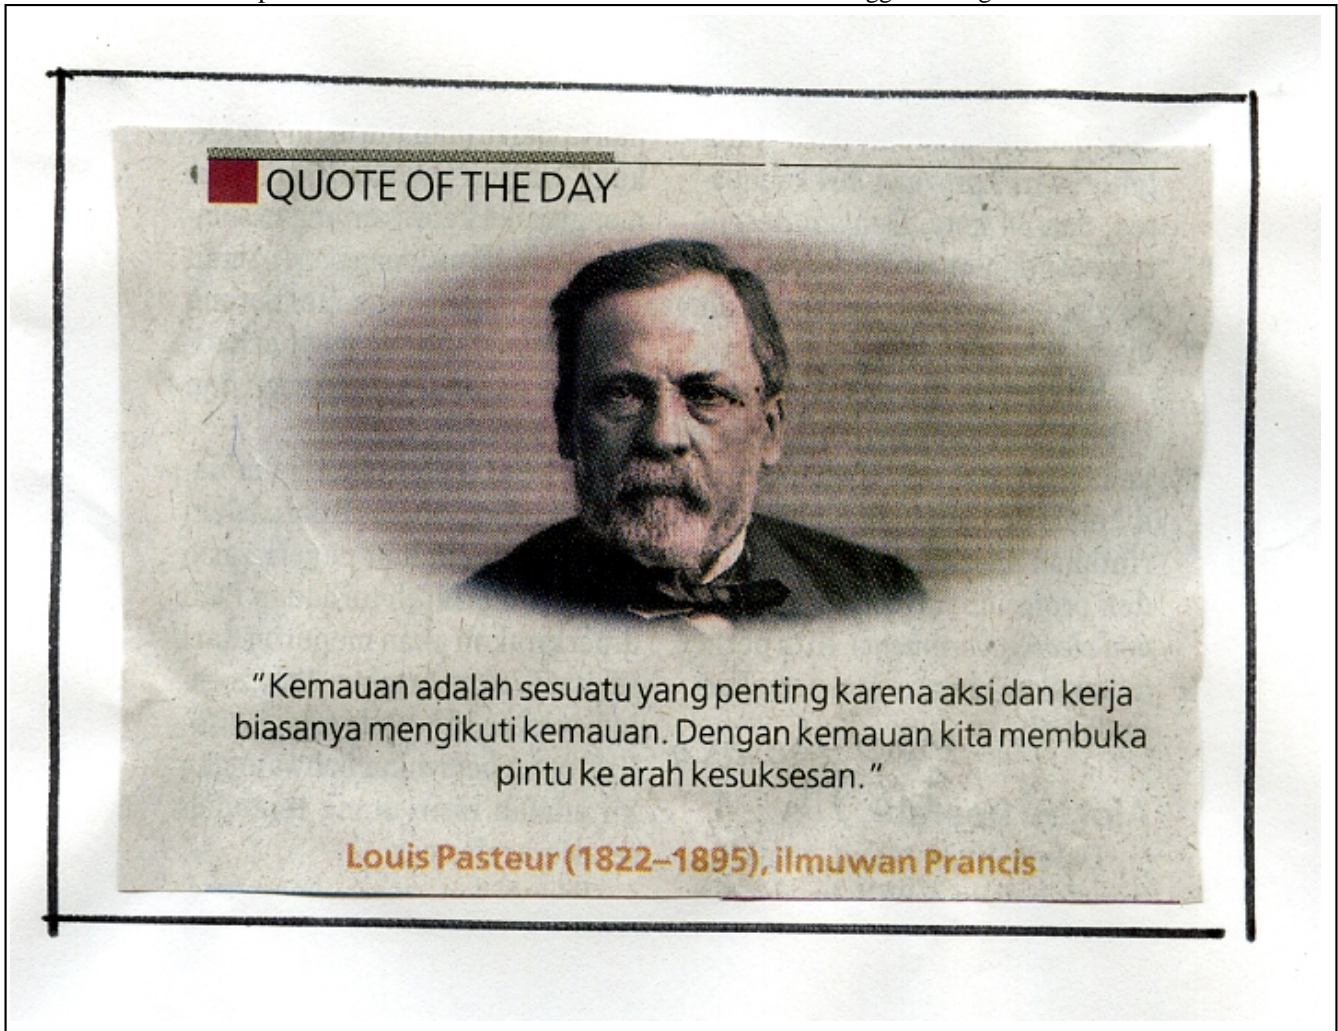 QUOTE OF THE DAY
"Kemauan adalah sesuatu yang penting karena aksi dan kerja
biasanya mengikuti kemauan. Dengan kemauan kita membuka
pintu ke arah kesuksesan."
Louis Pasteur (1822–1895), ilmuwan Prancis